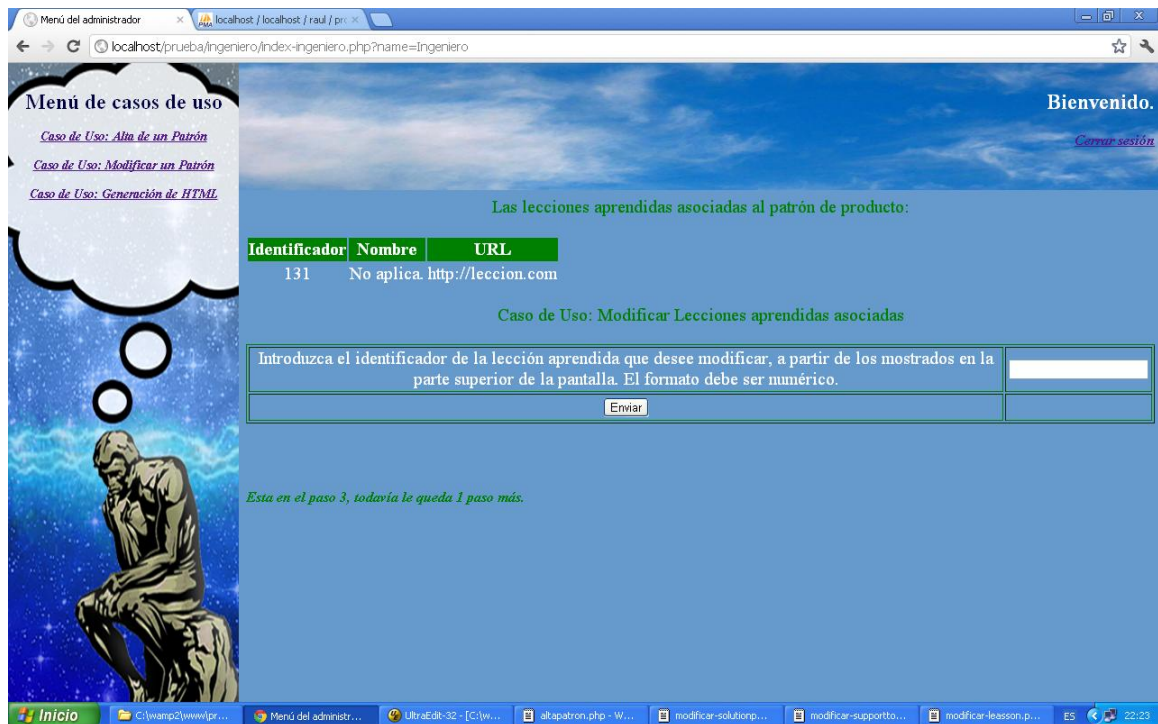 Menú del administrador
localhost / localhost / raul / pro
localhost/prueba/ingeniero/index-ingeniero.php?name=Ingeniero
Menú de casos de uso
Caso de Uso: Alta de un Patrón
Caso de Uso: Modificar un Patrón
Caso de Uso: Generación de HTML
Bienvenido.
Cerrar sesión
Las lecciones aprendidas asociadas al patrón de producto:
Identificador Nombre URL
131 No aplica. http://leccion.com
Caso de Uso: Modificar Lecciones aprendidas asociadas
Introduzca el identificador de la lección aprendida que desee modificar, a partir de los mostrados en la
parte superior de la pantalla. El formato debe ser numérico.
Enviar
Esta en el paso 3, todavía le queda 1 paso más.
Inicio C:\wamp2\www\pr... Menú del administr... UltraEdit-32 - [C:\w... altapatron.php - W... modificar-solutionp... modificar-supportto... modificar-leasson.p... ES 22:23